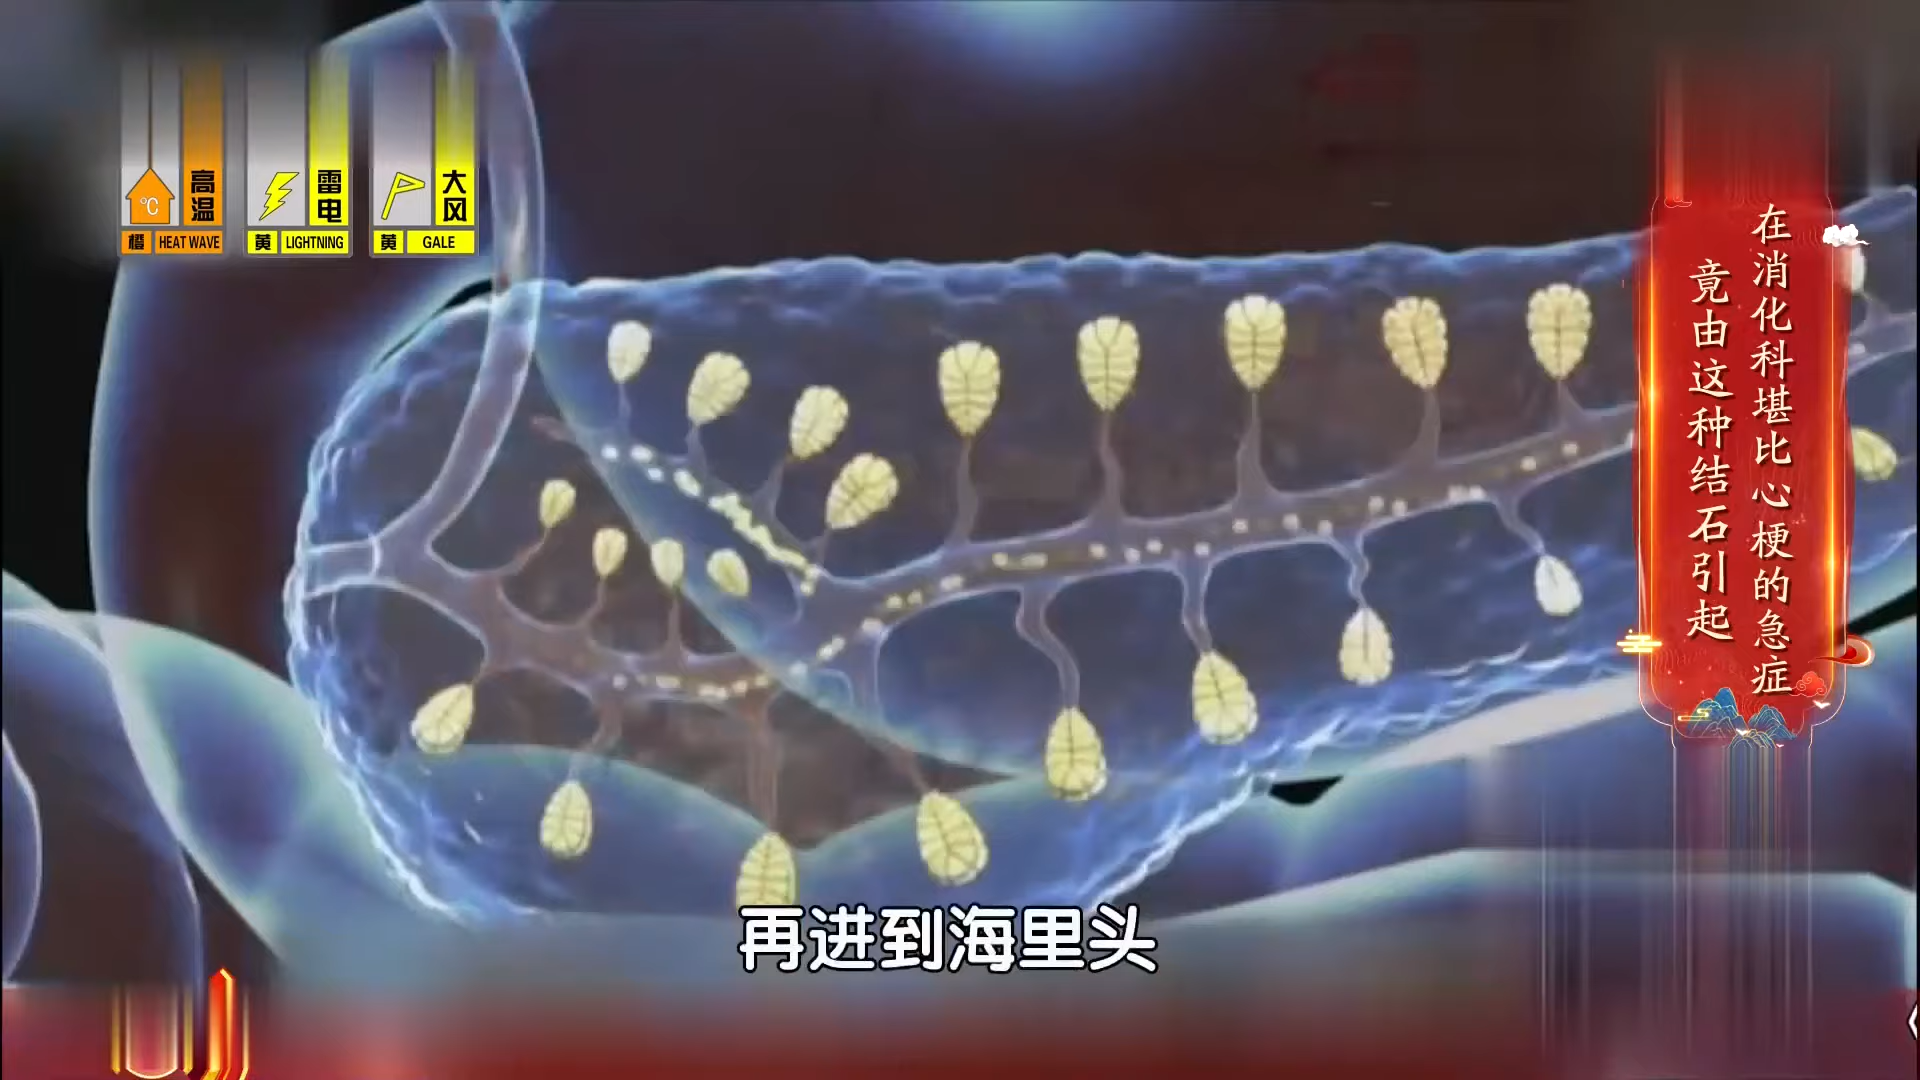 高温
℃
橙 HEAT WAVE
雷电
黄 LIGHTNING
大风
黄 GALE
在消化科堪比心梗的急症
竟由这种结石引起
再进到海里头